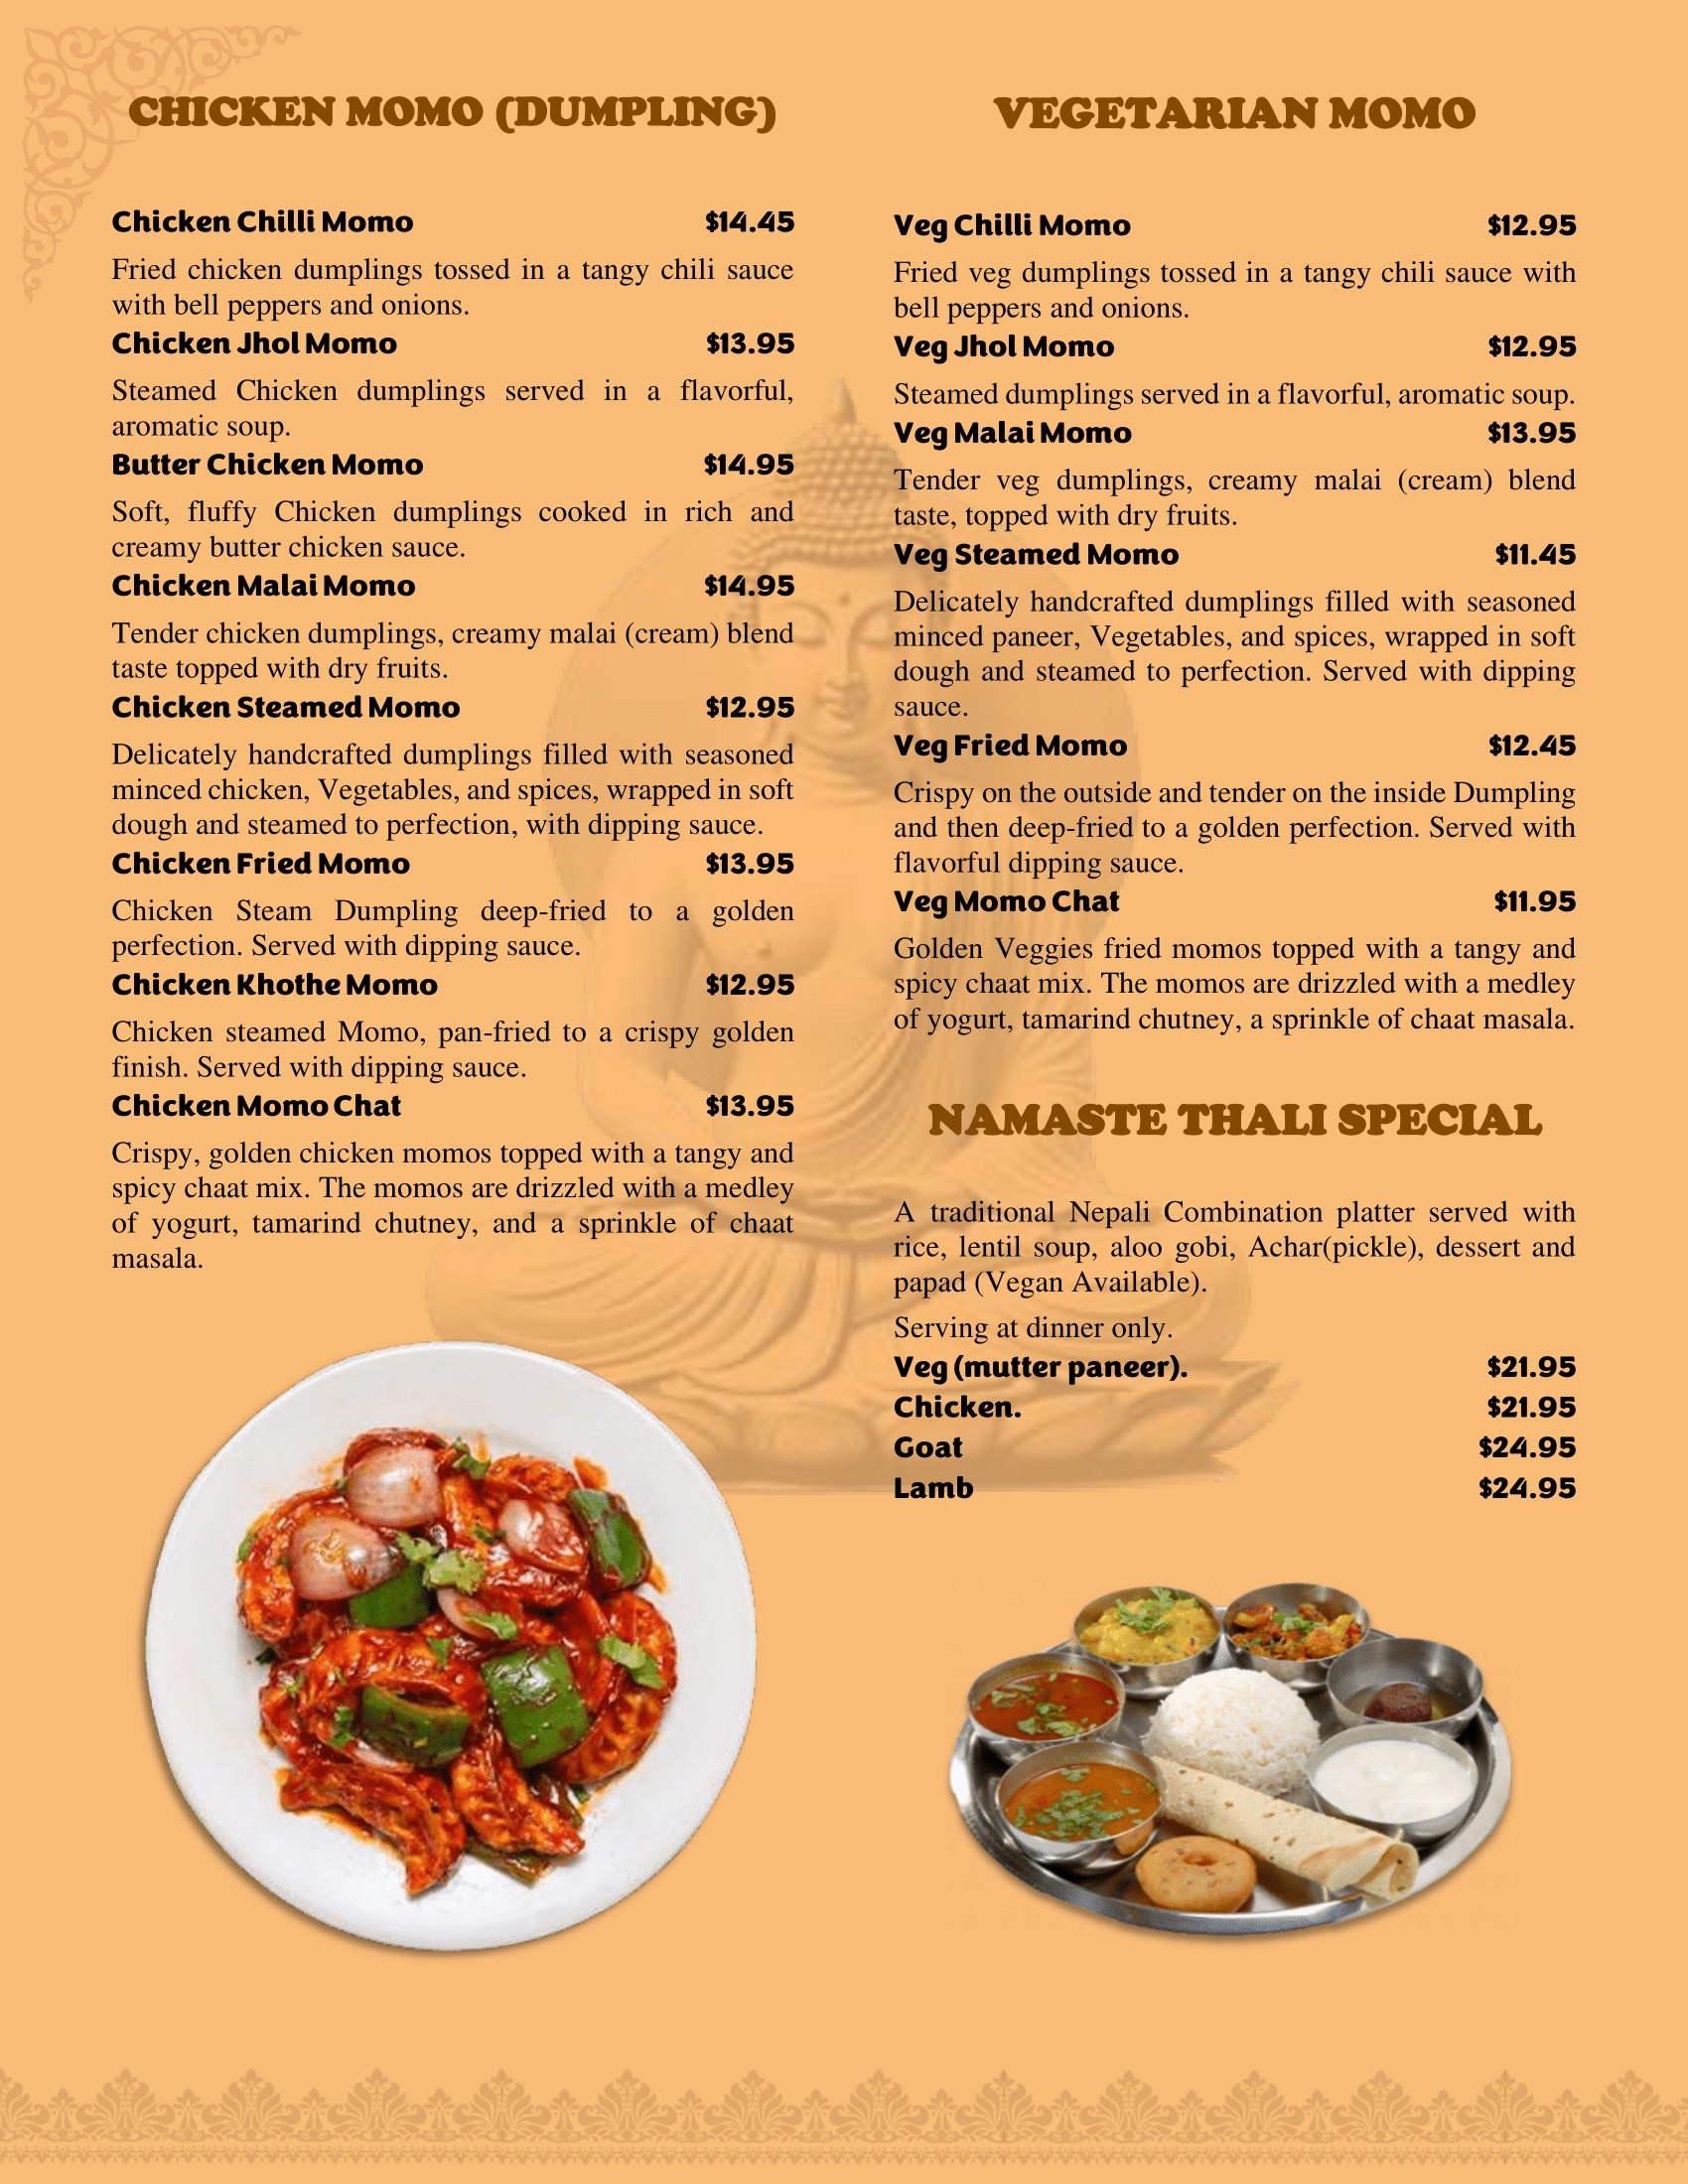 CHICKEN MOMO (DUMPLING)
Chicken Chilli Momo $14.45
Fried chicken dumplings tossed in a tangy chili sauce
with bell peppers and onions.
Chicken Jhol Momo $13.95
Steamed Chicken dumplings served in a flavorful,
aromatic soup.
Butter Chicken Momo $14.95
Soft, fluffy Chicken dumplings cooked in rich and
creamy butter chicken sauce.
Chicken Malai Momo $14.95
Tender chicken dumplings, creamy malai (cream) blend
taste topped with dry fruits.
Chicken Steamed Momo $12.95
Delicately handcrafted dumplings filled with seasoned
minced chicken, Vegetables, and spices, wrapped in soft
dough and steamed to perfection, with dipping sauce.
Chicken Fried Momo $13.95
Chicken Steam Dumpling deep-fried to a golden
perfection. Served with dipping sauce.
Chicken Khothe Momo $12.95
Chicken steamed Momo, pan-fried to a crispy golden
finish. Served with dipping sauce.
Chicken Momo Chat $13.95
Crispy, golden chicken momos topped with a tangy and
spicy chaat mix. The momos are drizzled with a medley
of yogurt, tamarind chutney, and a sprinkle of chaat
masala.
VEGETARIAN MOMO
Veg Chilli Momo $12.95
Fried veg dumplings tossed in a tangy chili sauce with
bell peppers and onions.
Veg Jhol Momo $12.95
Steamed dumplings served in a flavorful, aromatic soup.
Veg Malai Momo $13.95
Tender veg dumplings, creamy malai (cream) blend
taste, topped with dry fruits.
Veg Steamed Momo $11.45
Delicately handcrafted dumplings filled with seasoned
minced paneer, Vegetables, and spices, wrapped in soft
dough and steamed to perfection. Served with dipping
sauce.
Veg Fried Momo $12.45
Crispy on the outside and tender on the inside Dumpling
and then deep-fried to a golden perfection. Served with
flavorful dipping sauce.
Veg Momo Chat $11.95
Golden Veggies fried momos topped with a tangy and
spicy chaat mix. The momos are drizzled with a medley
of yogurt, tamarind chutney, a sprinkle of chaat masala.
NAMASTE THALI SPECIAL
A traditional Nepali Combination platter served with
rice, lentil soup, aloo gobi, Achar(pickle), dessert and
papad (Vegan Available).
Serving at dinner only.
Veg (mutter paneer). $21.95
Chicken. $21.95
Goat $24.95
Lamb $24.95